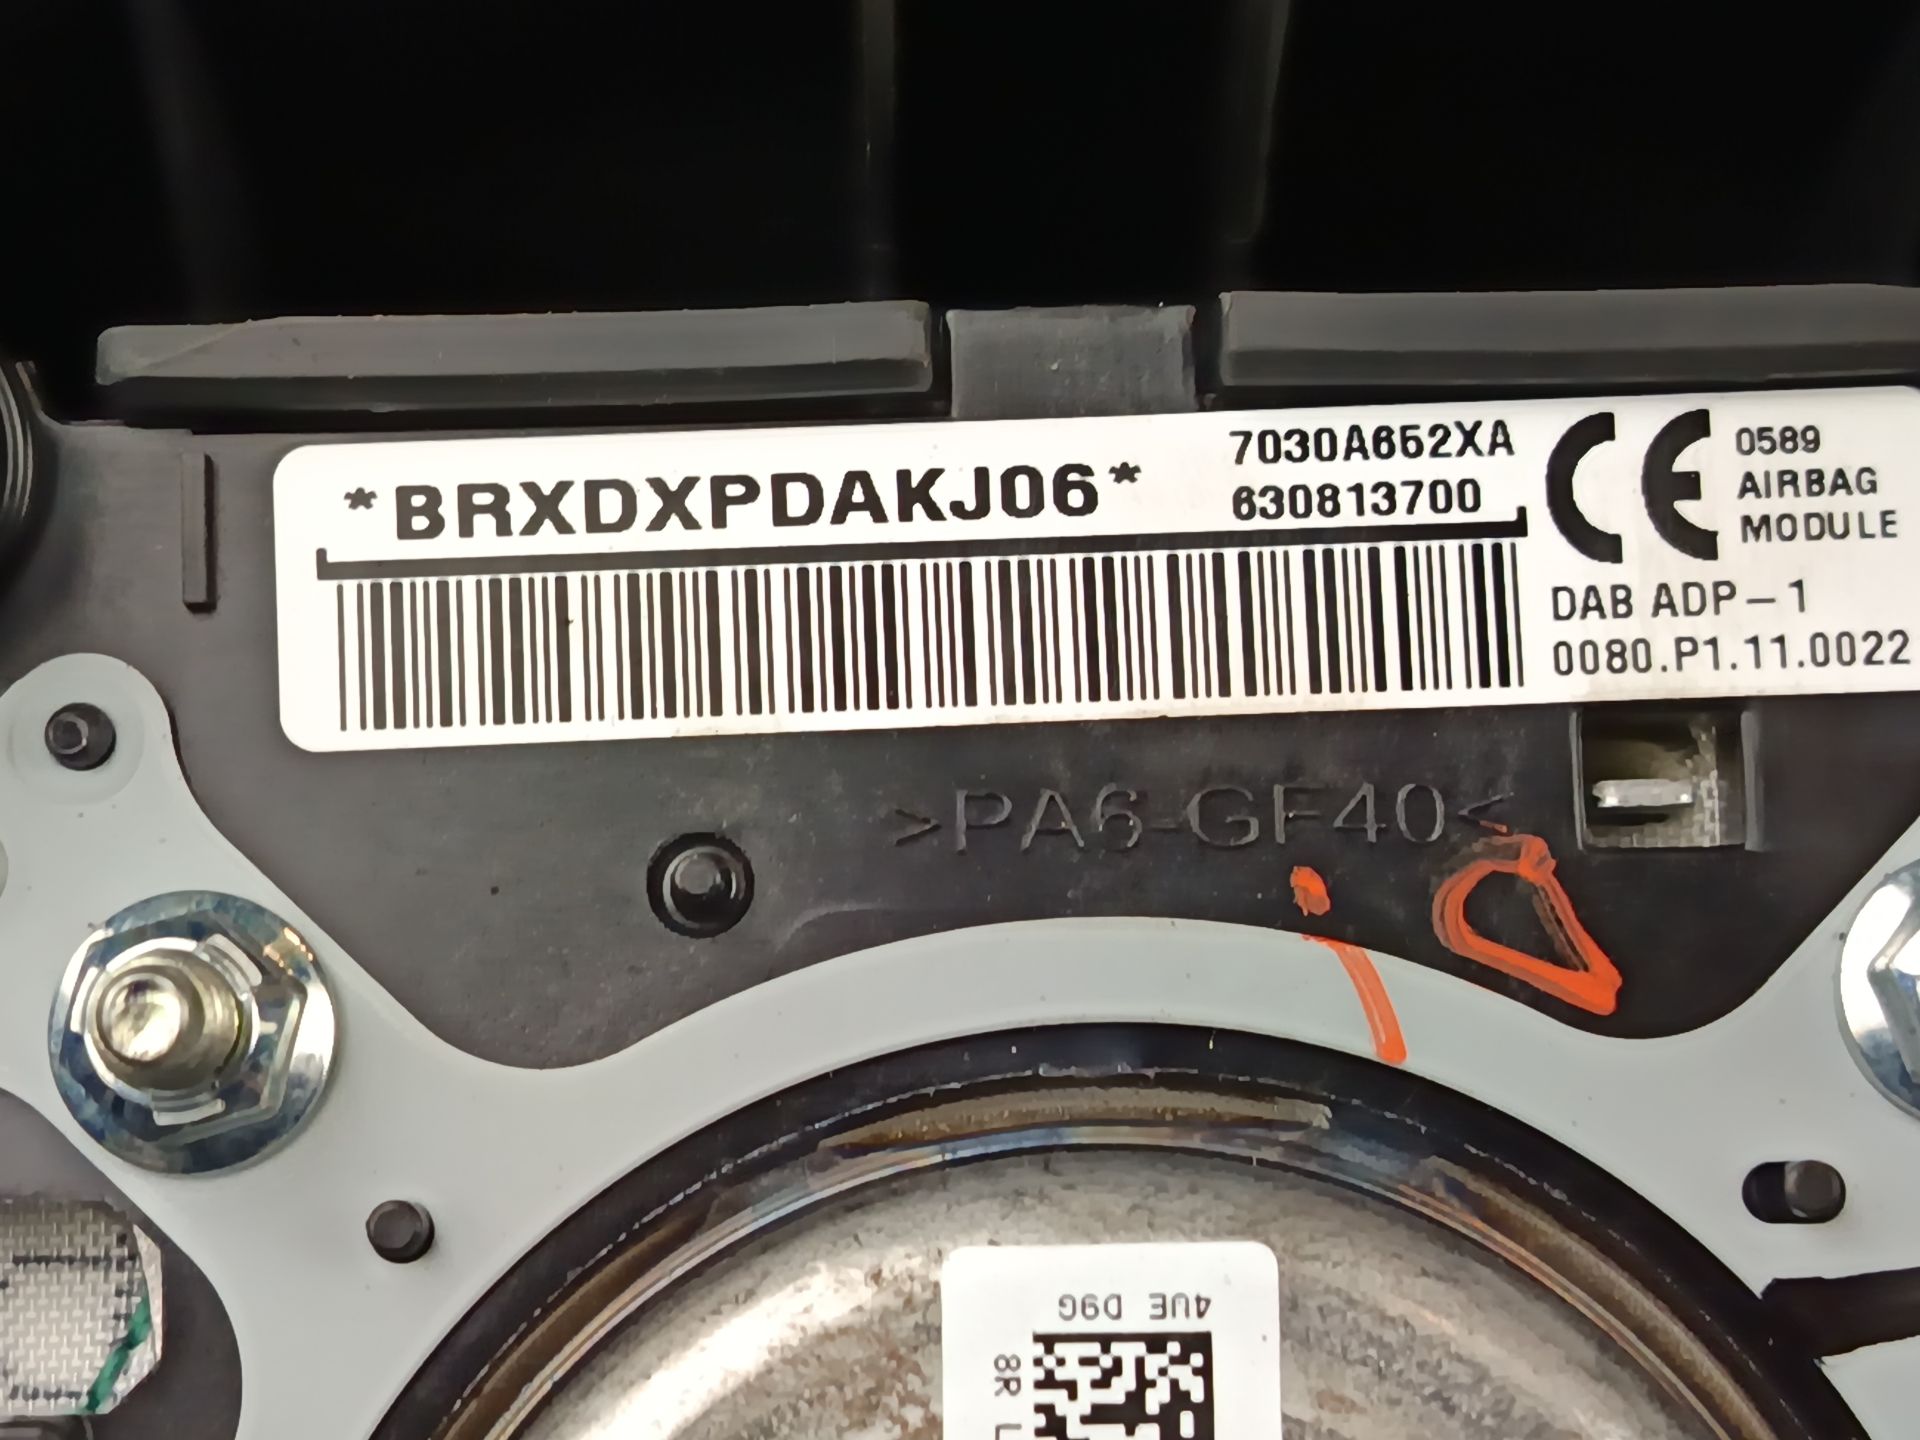 *BRXDXPDAKJ06*
7030A652XA
630813700
CE
0589
AIRBAG
MODULE
DAB ADP-1
0080.P1.11.0022
>PA6-GF40<
4UE D9G
8R